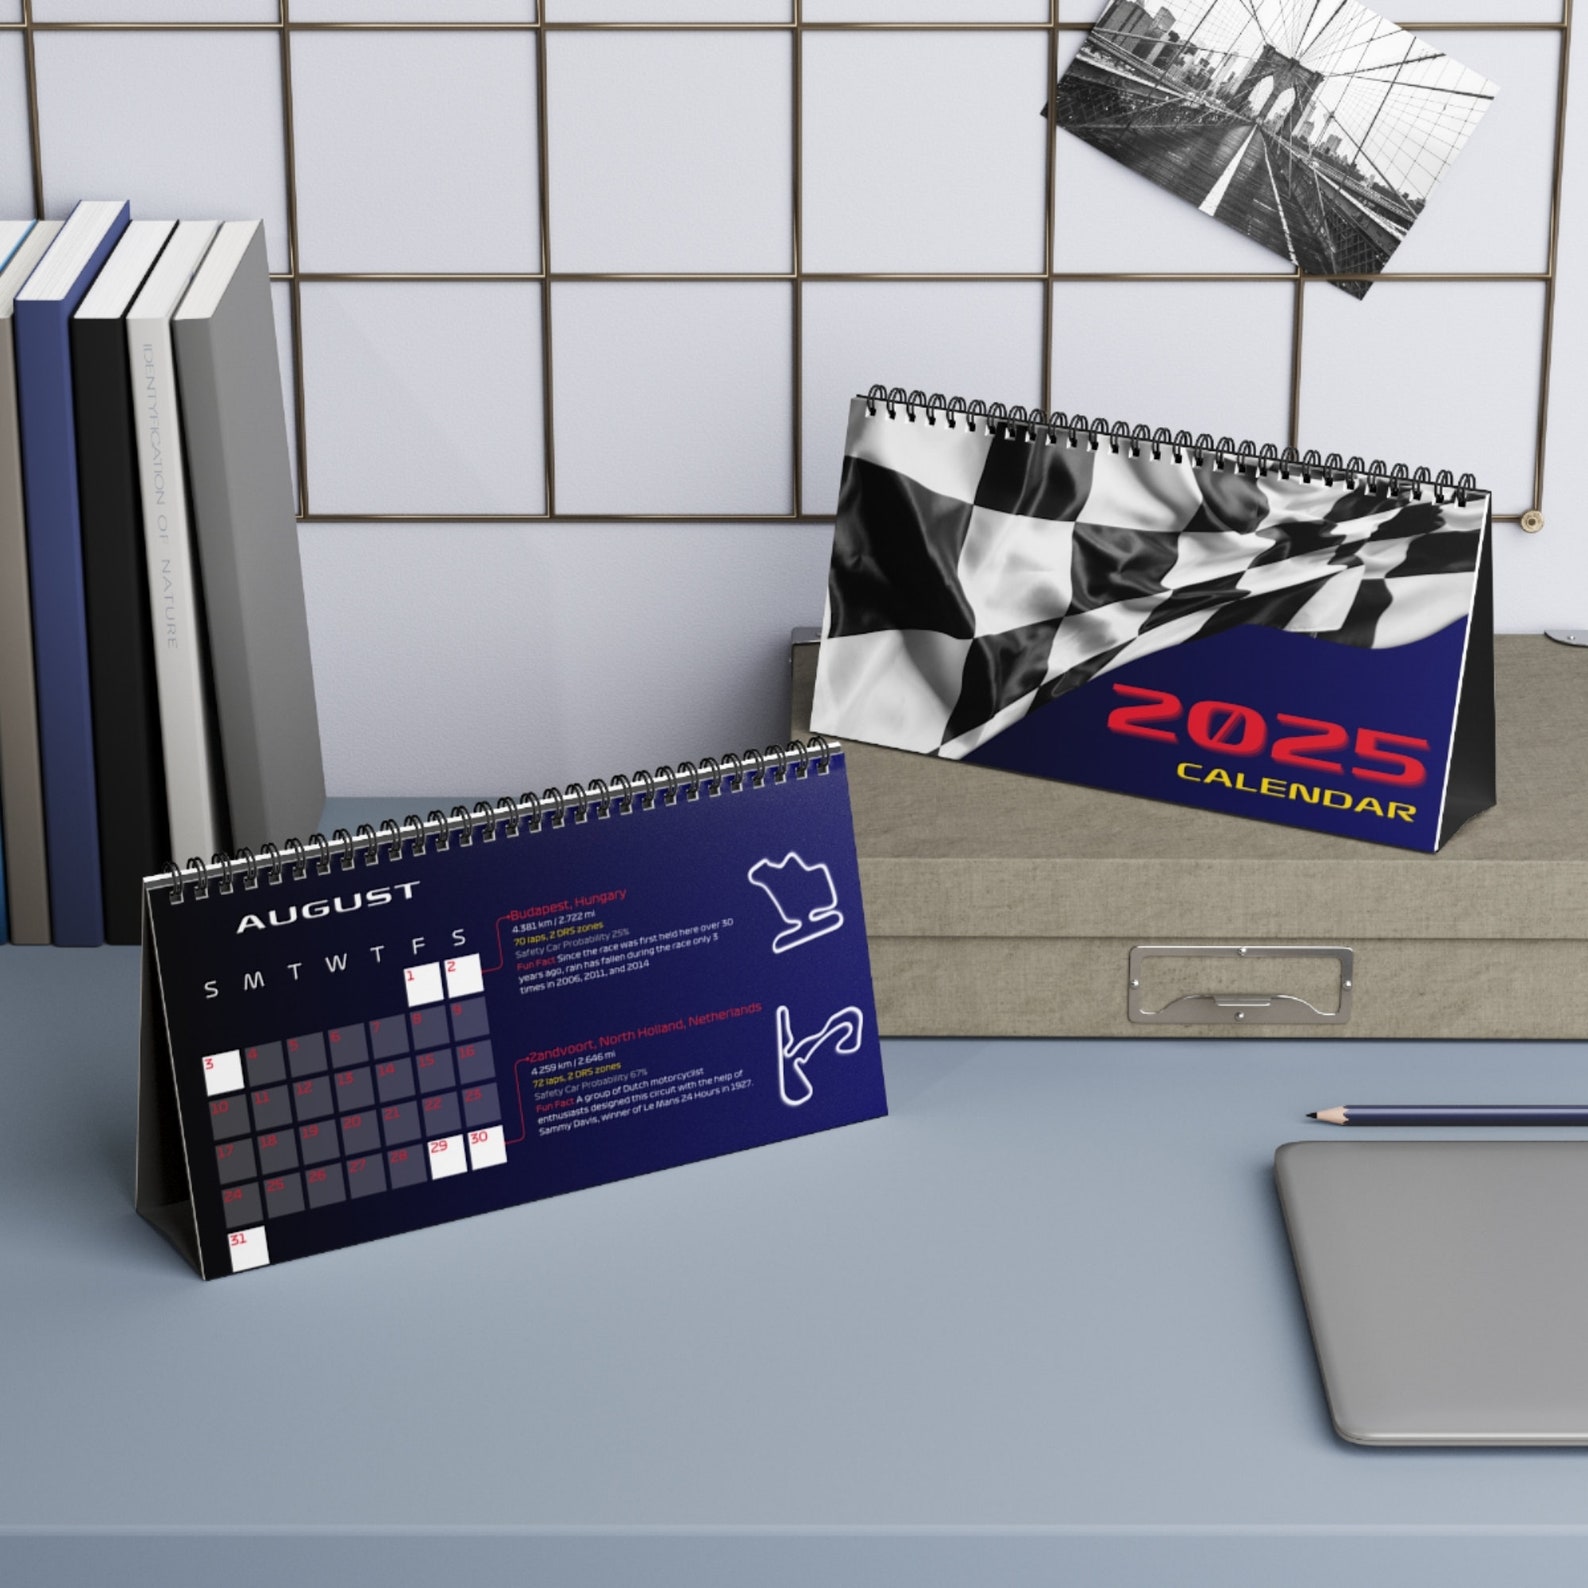 IDENTYFICATION OF NATURE
2025
CALENDAR
AUGUST
S M T W T F S
1 2
3 4 5 6 7 8 9
10 11 12 13 14 15 16
17 18 19 20 21 22 23
24 25 26 27 28 29 30
31
Budapest, Hungary
4.381 km / 2.722 mi
70 laps, 2 DRS zones
Safety Car Probability 25%
Fun Fact Since the race was first held here over 30
years ago, rain has fallen during the race only 3
times in 2006, 2011, and 2014
Zandvoort, North Holland, Netherlands
4.259 km / 2.646 mi
72 laps, 2 DRS zones
Safety Car Probability 67%
Fun Fact A group of Dutch motorcyclist
enthusiasts designed this circuit with the help of
Sammy Davis, winner of Le Mans 24 Hours in 1927.